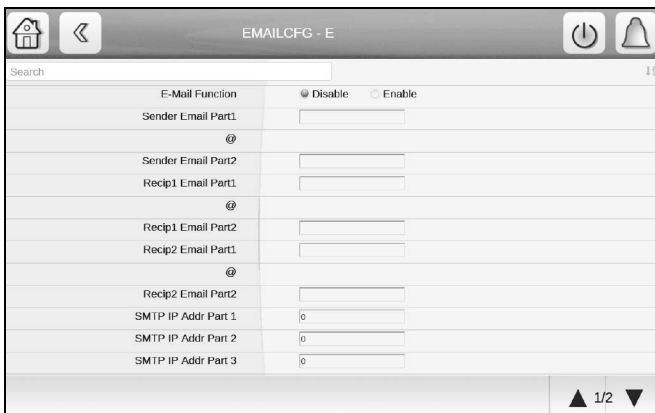 EMAILCFG - E
Search
E-Mail Function Disable Enable
Sender Email Part1
@
Sender Email Part2
Recip1 Email Part1
@
Recip1 Email Part2
Recip2 Email Part1
@
Recip2 Email Part2
SMTP IP Addr Part 1 0
SMTP IP Addr Part 2 0
SMTP IP Addr Part 3 0
1/2